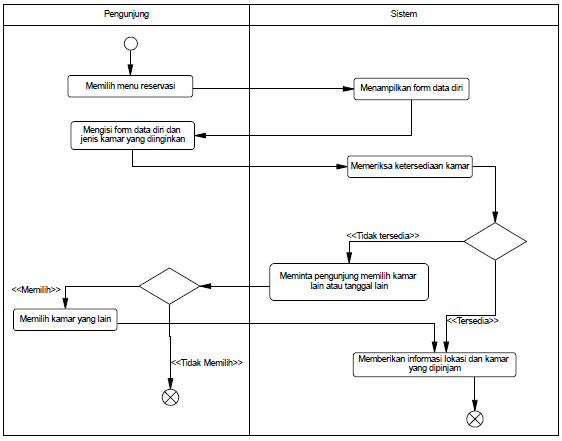 Pengunjung
Sistem
Memilih menu reservasi
Menampilkan form data diri
Mengisi form data diri dan
jenis kamar yang diinginkan
Memeriksa ketersediaan kamar
<<Tidak tersedia>>
Meminta pengunjung memilih kamar
lain atau tanggal lain
<<Memilih>>
Memilih kamar yang lain
<<Tersedia>>
<<Tidak Memilih>>
Memberikan informasi lokasi dan kamar
yang dipinjam